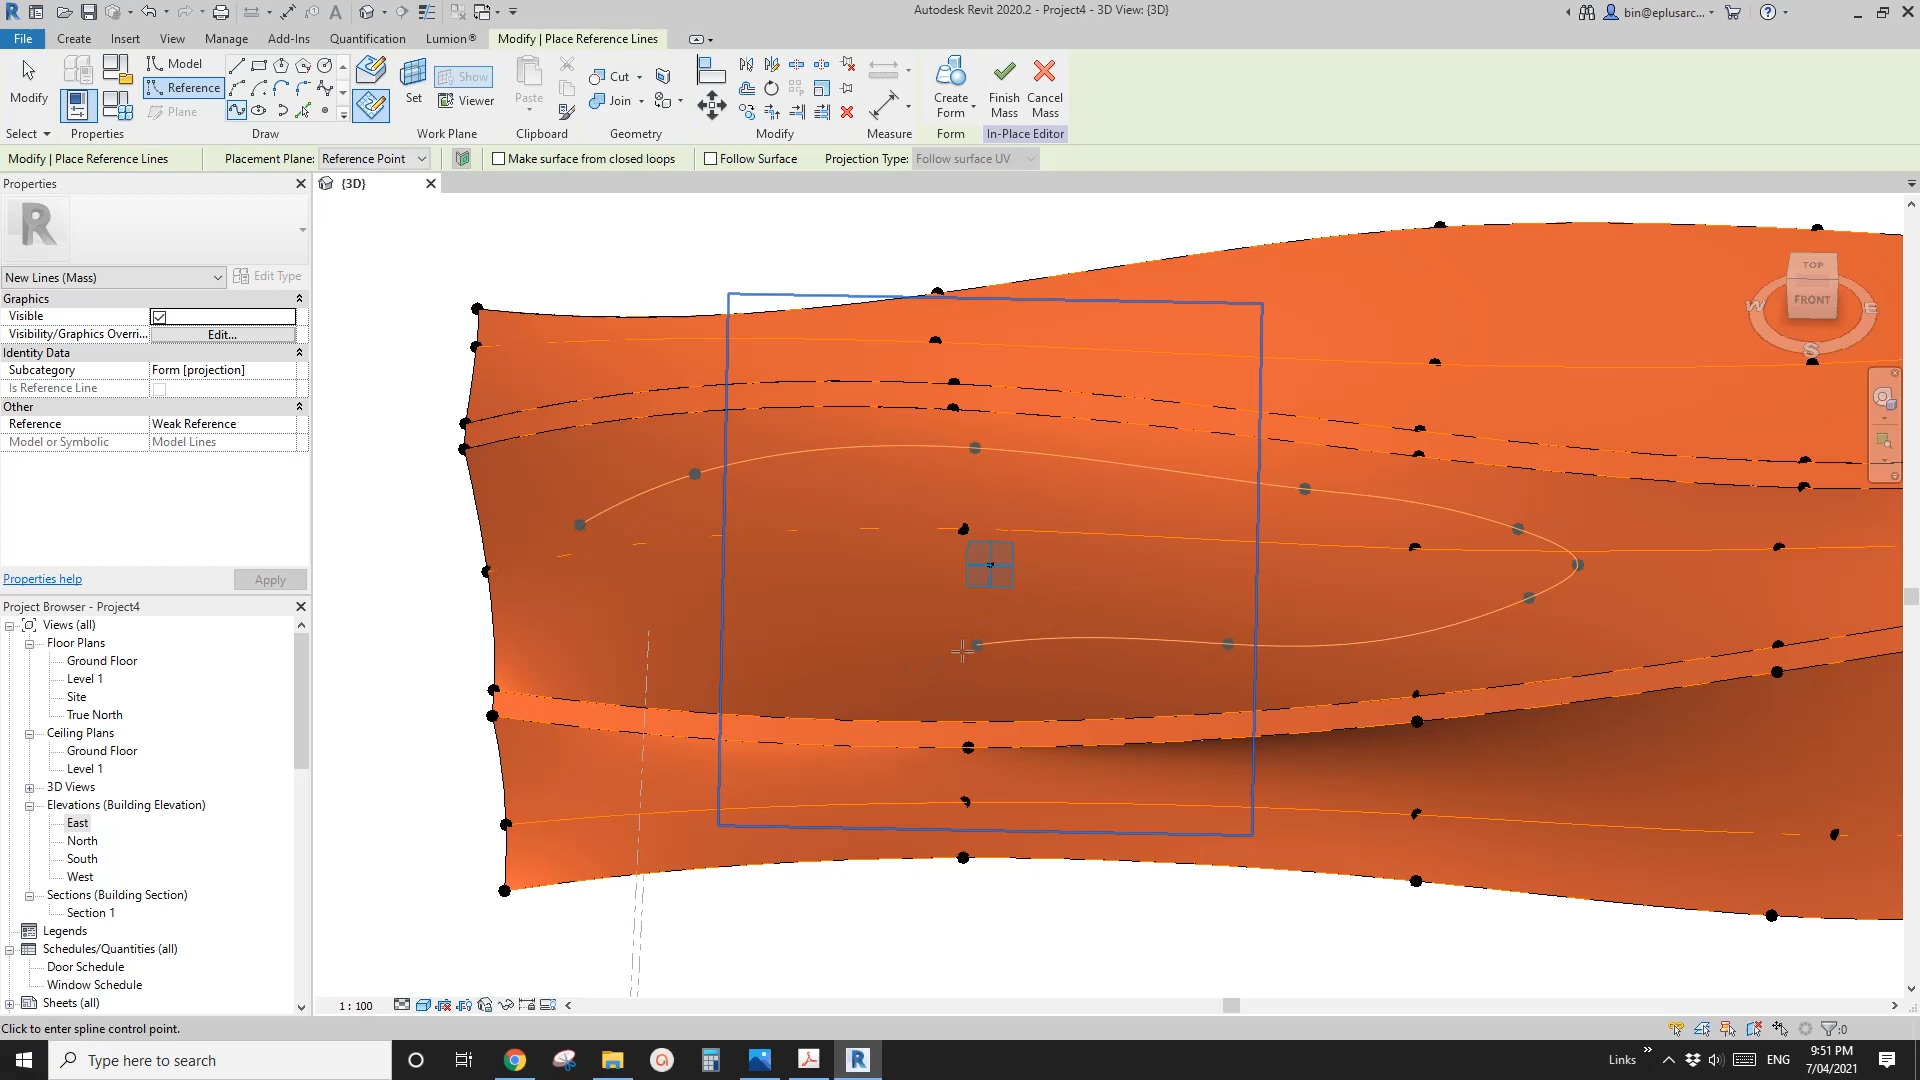 Autodesk Revit 2020.2 - Project4 - 3D View: {3D}
bin@eplusarc...
File
Create
Insert
View
Manage
Add-Ins
Quantification
Lumion®
Modify | Place Reference Lines
Modify
Model
Reference
Plane
Set
Show
Viewer
Paste
Cut
Join
Create
Form
Finish
Mass
Cancel
Mass
Select
Properties
Draw
Work Plane
Clipboard
Geometry
Modify
Measure
Form
In-Place Editor
Modify | Place Reference Lines
Placement Plane:
Reference Point
Make surface from closed loops
Follow Surface
Projection Type:
Follow surface UV
Properties
{3D}
R
New Lines (Mass)
Edit Type
Graphics
Visible
Visibility/Graphics Overri...
Edit...
Identity Data
Subcategory
Form [projection]
Is Reference Line
Other
Reference
Weak Reference
Model or Symbolic
Model Lines
Properties help
Apply
TOP
FRONT
W
E
S
Project Browser - Project4
Views (all)
Floor Plans
Ground Floor
Level 1
Site
True North
Ceiling Plans
Ground Floor
Level 1
3D Views
Elevations (Building Elevation)
East
North
South
West
Sections (Building Section)
Section 1
Legends
Schedules/Quantities (all)
Door Schedule
Window Schedule
Sheets (all)
1 : 100
Click to enter spline control point.
:0
Type here to search
Links
ENG
9:51 PM
7/04/2021